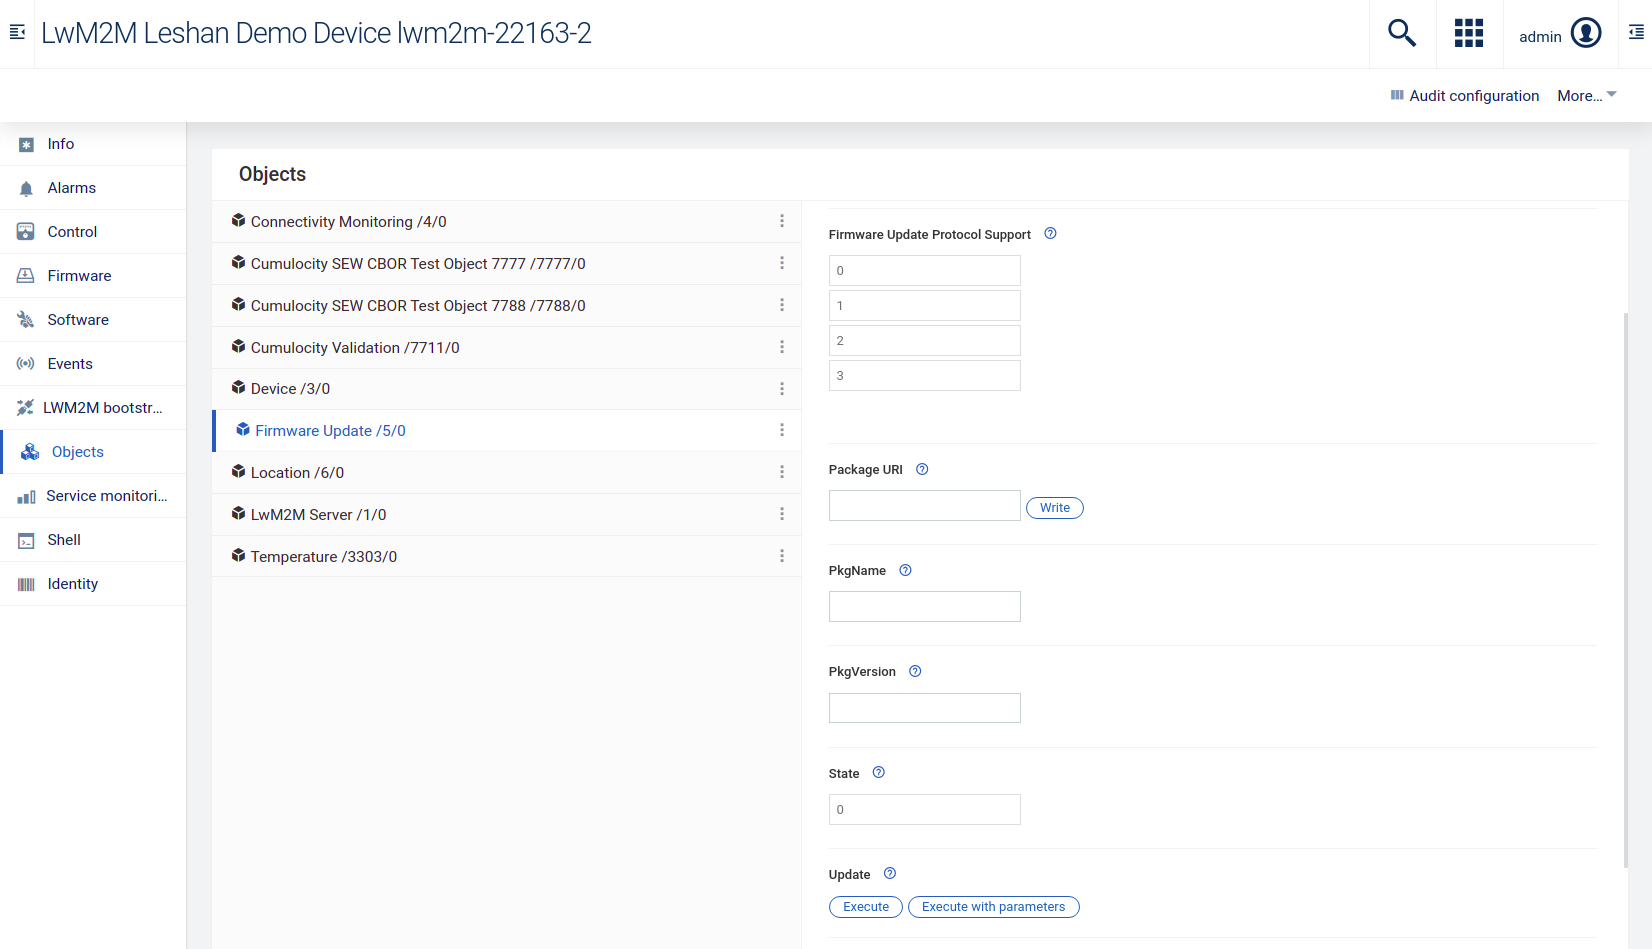 LwM2M Leshan Demo Device lwm2m-22163-2
admin
Audit configuration
More...
Info
Alarms
Control
Firmware
Software
Events
LWM2M bootstr...
Objects
Service monitori...
Shell
Identity
Objects
Connectivity Monitoring /4/0
Cumulocity SEW CBOR Test Object 7777 /7777/0
Cumulocity SEW CBOR Test Object 7788 /7788/0
Cumulocity Validation /7711/0
Device /3/0
Firmware Update /5/0
Location /6/0
LwM2M Server /1/0
Temperature /3303/0
Firmware Update Protocol Support
0
1
2
3
Package URI
Write
PkgName
PkgVersion
State
0
Update
Execute
Execute with parameters